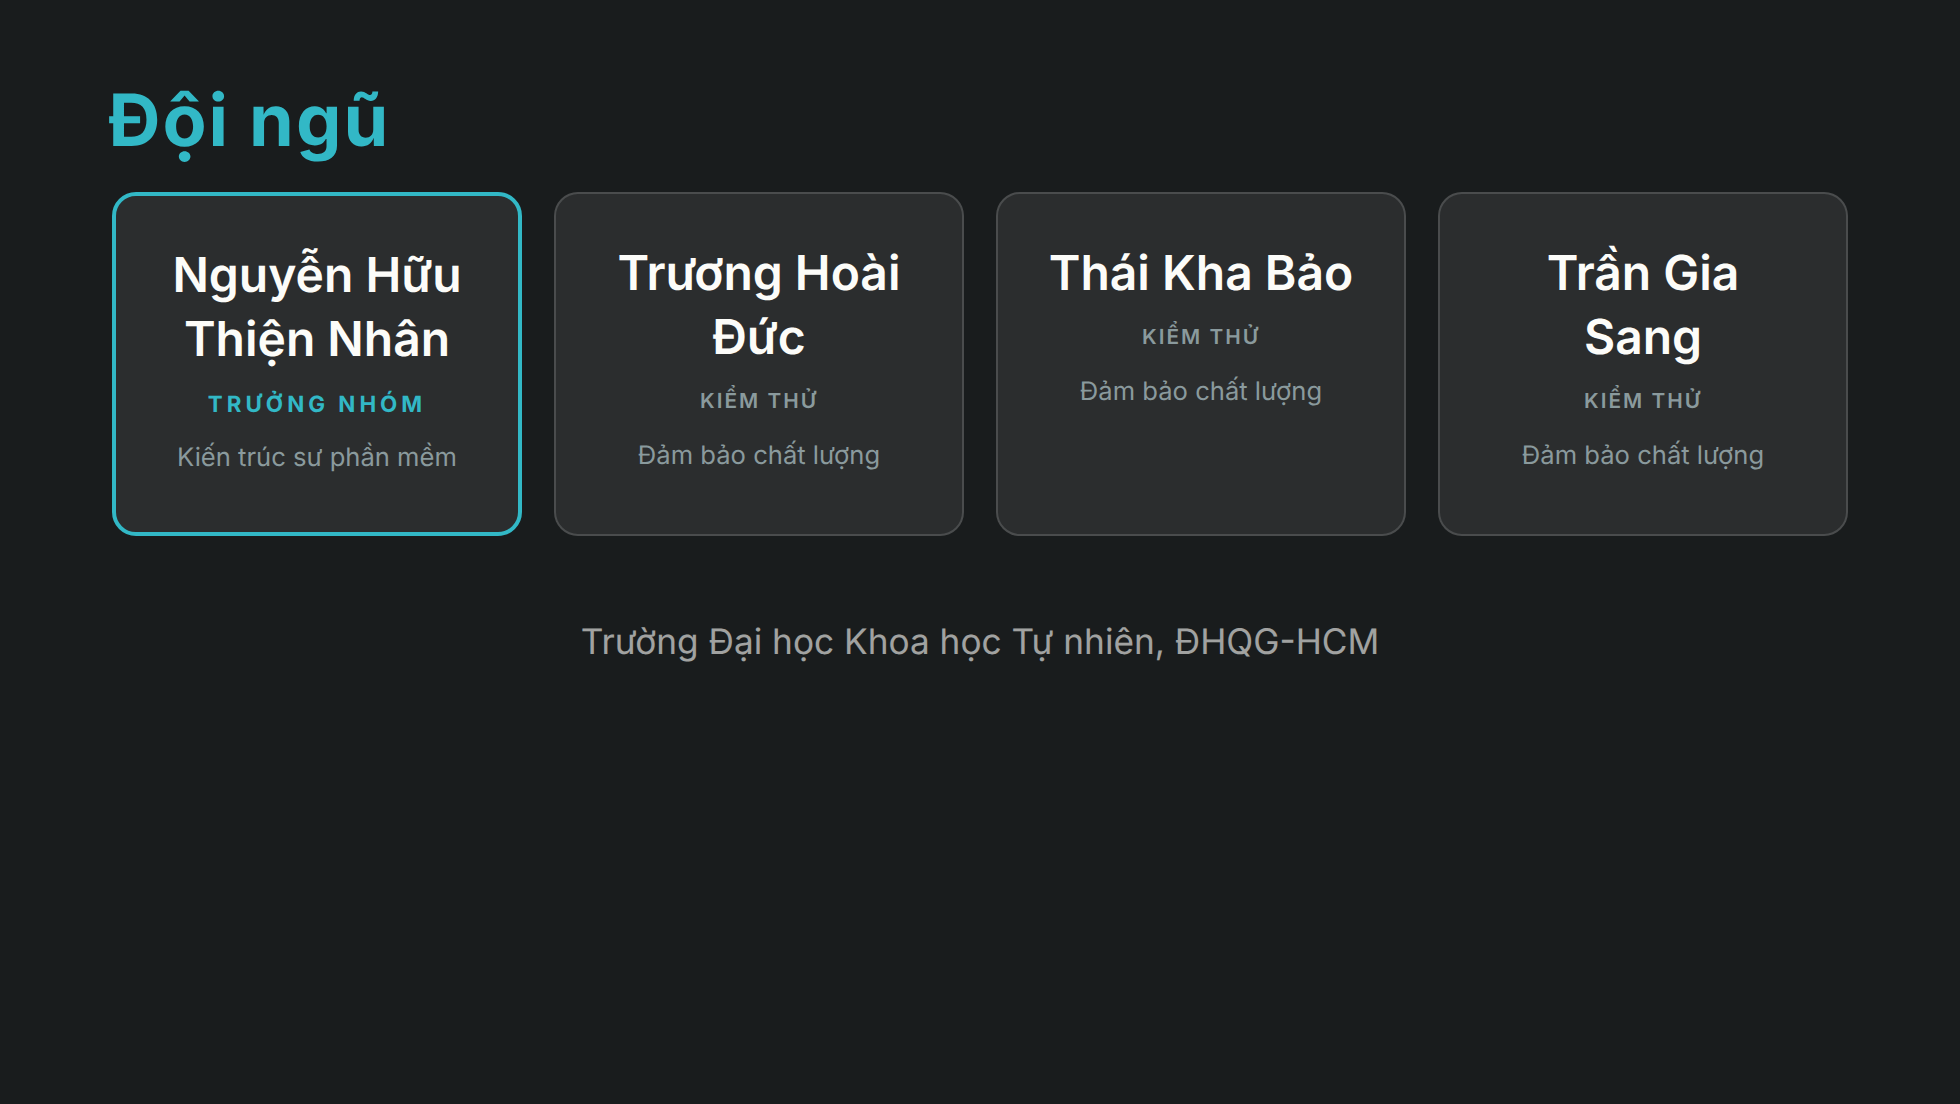 Đội ngũ
Nguyễn Hữu
Thiện Nhân
TRƯỞNG NHÓM
Kiến trúc sư phần mềm
Trương Hoài
Đức
KIỂM THỬ
Đảm bảo chất lượng
Thái Kha Bảo
KIỂM THỬ
Đảm bảo chất lượng
Trần Gia
Sang
KIỂM THỬ
Đảm bảo chất lượng
Trường Đại học Khoa học Tự nhiên, ĐHQG-HCM